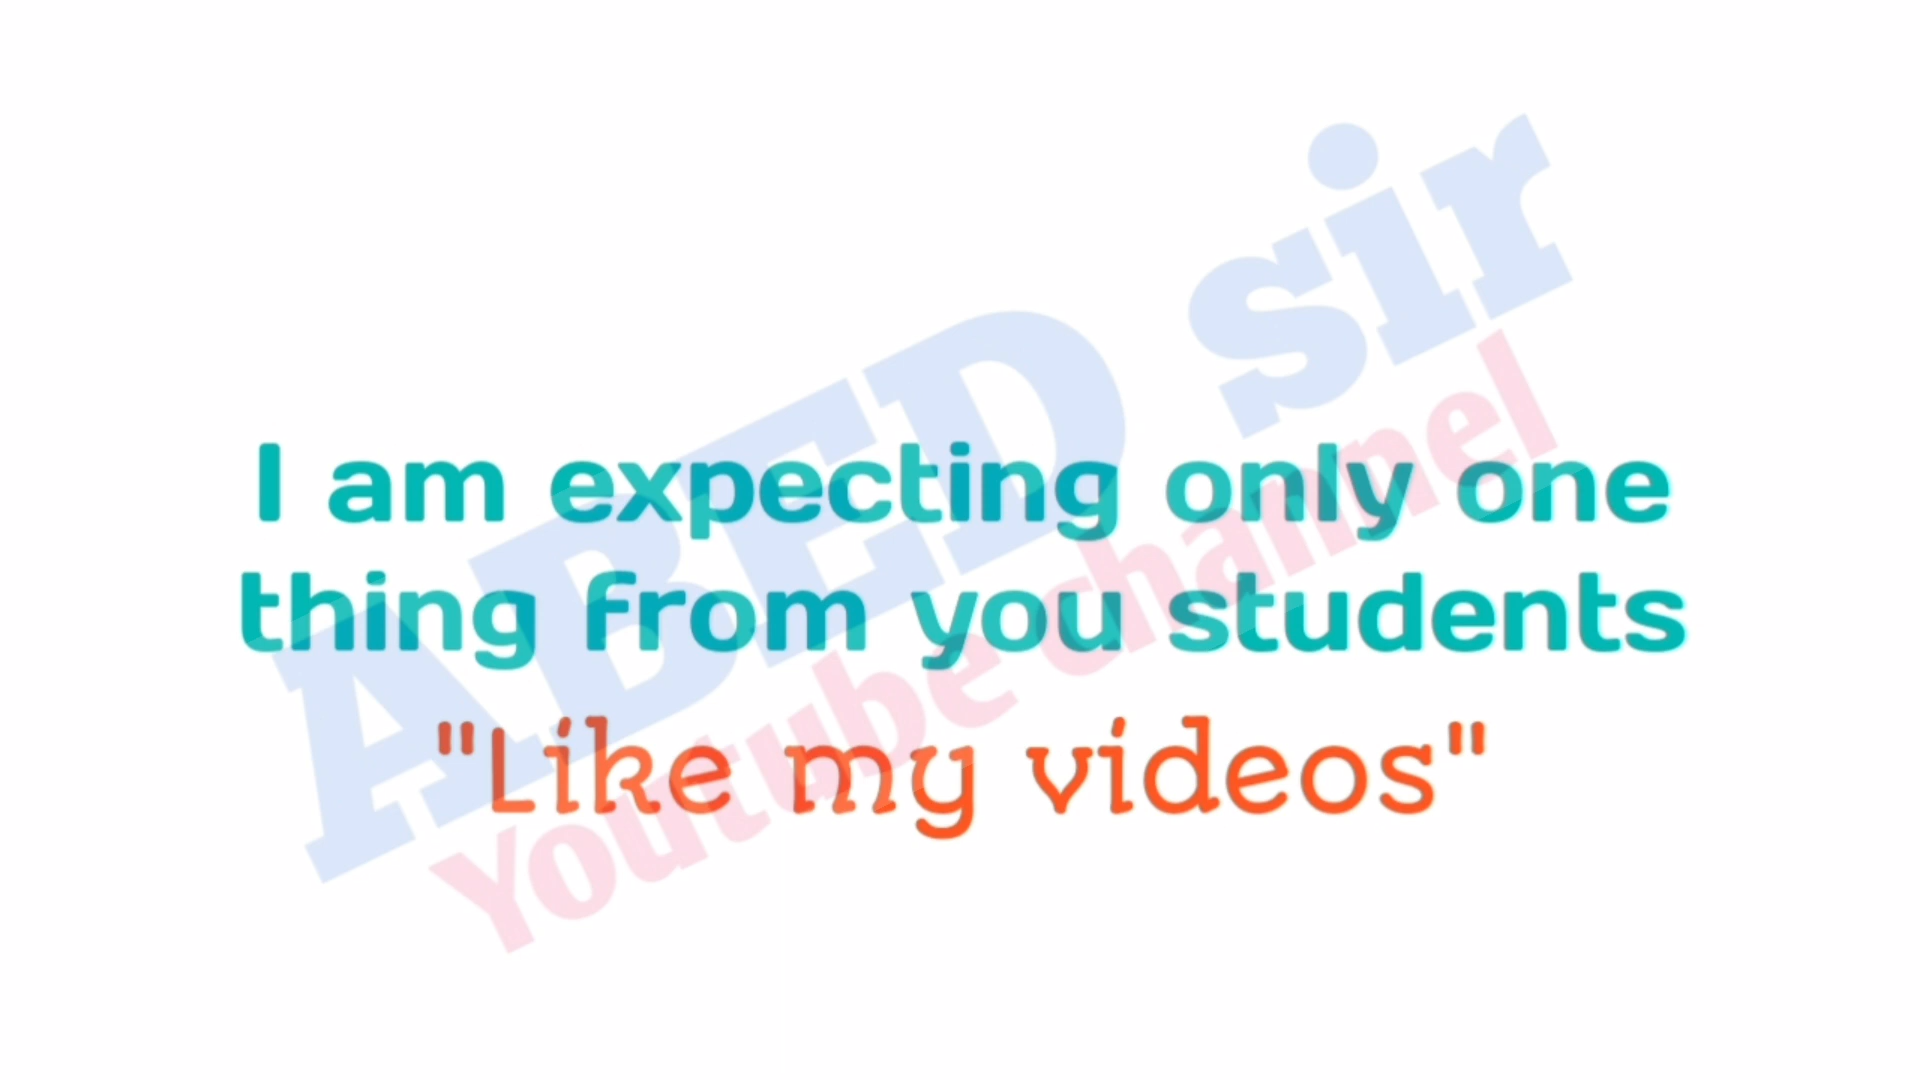 I am expecting only one
thing from you students
"Like my videos"
ABED sir
Youtube channel